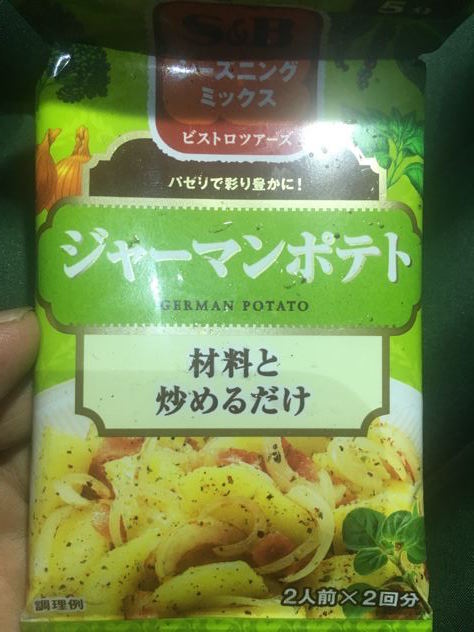 5分
S&B
シーズニング
ミックス
ビストロツアーズ
パセリで彩り豊かに!
ジャーマンポテト
GERMAN POTATO
材料と
炒めるだけ
調理例
2人前×2回分